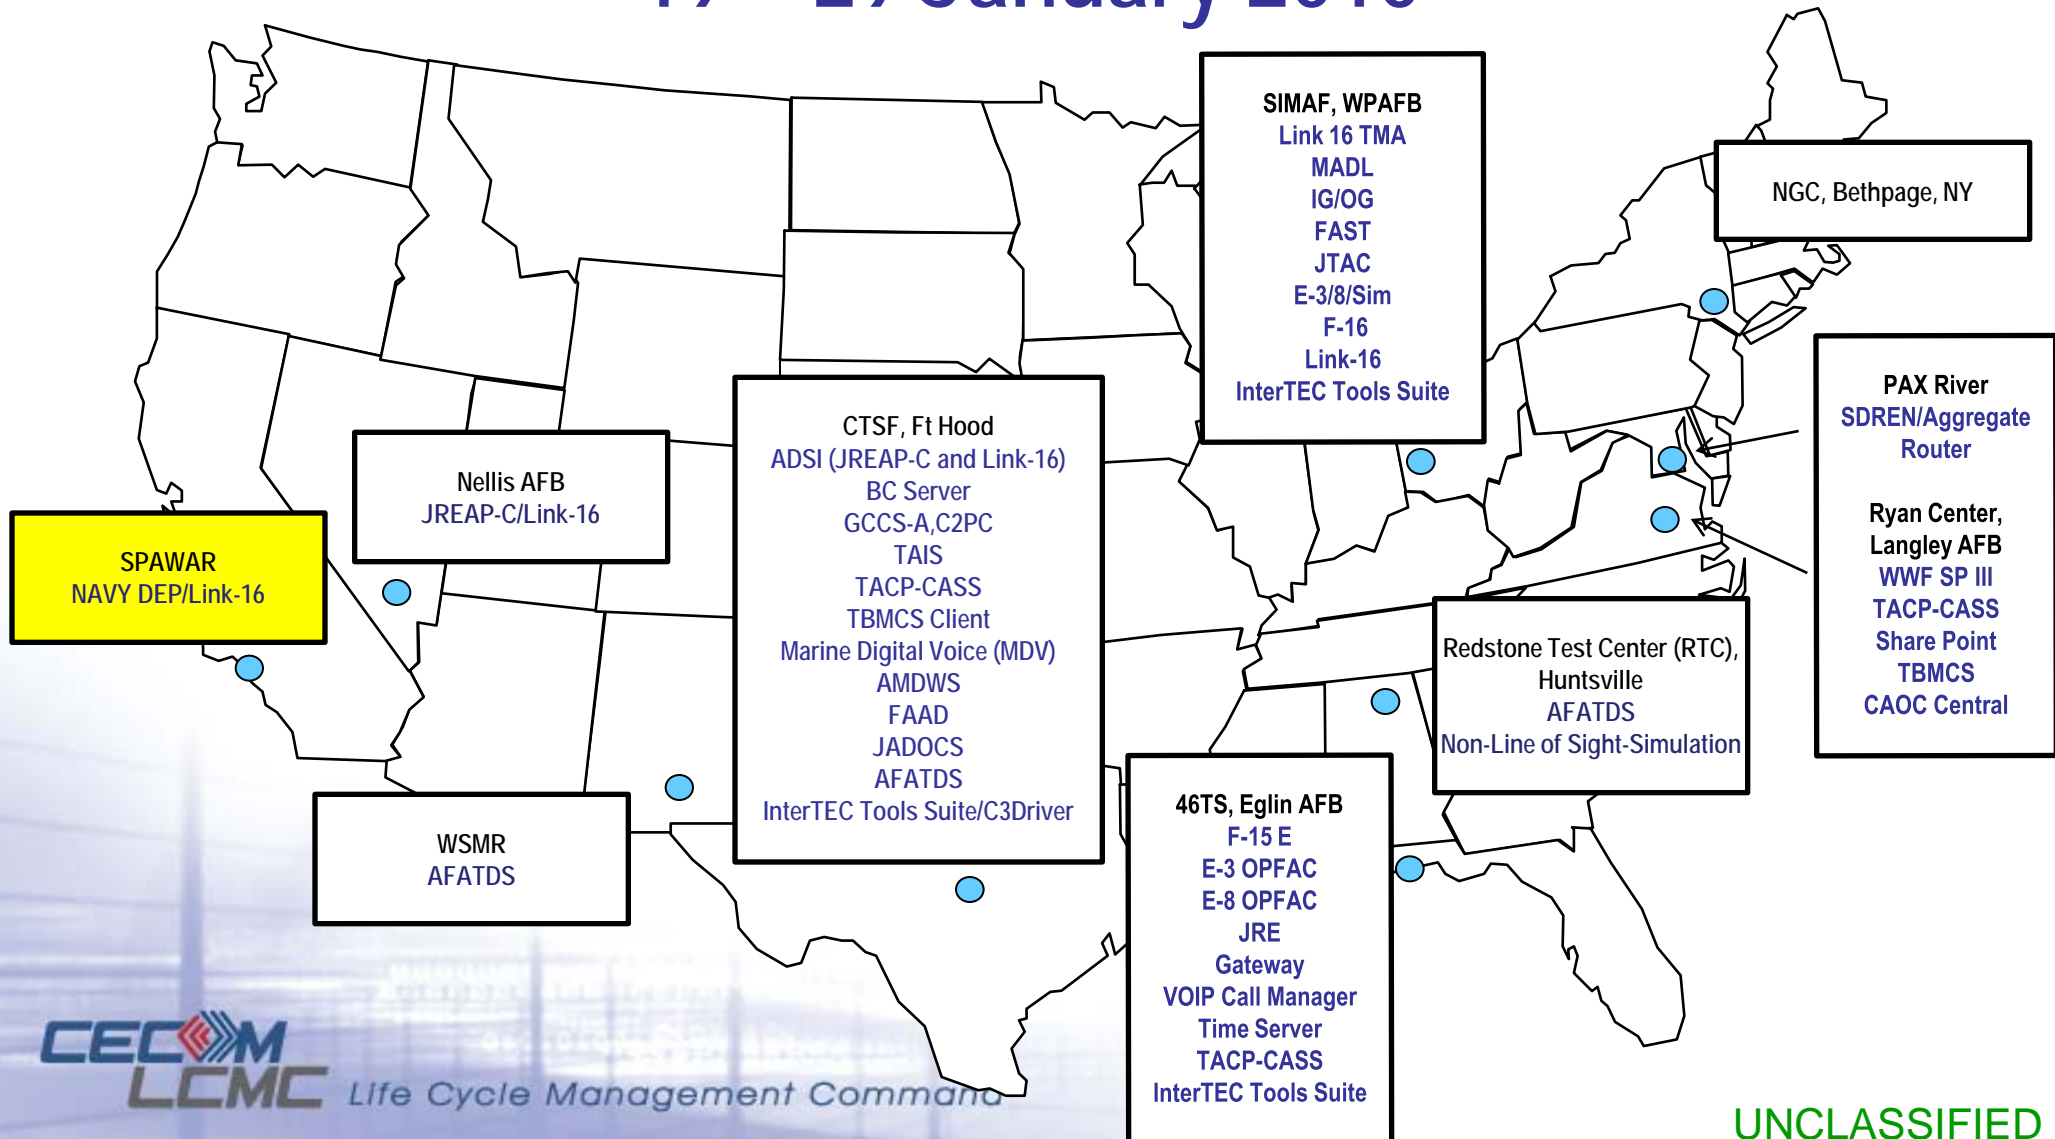 January
SIMAF, WPAFB
Link 16 TMA
MADL
IG/OG
FAST
JTAC
E-3/8/Sim
F-16
Link-16
InterTEC Tools Suite
NGC, Bethpage, NY
PAX River
SDREN/Aggregate
Router
Ryan Center,
Langley AFB
WWF SP III
TACP-CASS
Share Point
TBMCS
CAOC Central
CTSF, Ft Hood
ADSI (JREAP-C and Link-16)
BC Server
GCCS-A,C2PC
TAIS
TACP-CASS
TBMCS Client
Marine Digital Voice (MDV)
AMDWS
FAAD
JADOCS
AFATDS
InterTEC Tools Suite/C3Driver
Nellis AFB
JREAP-C/Link-16
SPAWAR
NAVY DEP/Link-16
Redstone Test Center (RTC),
Huntsville
AFATDS
Non-Line of Sight-Simulation
WSMR
AFATDS
46TS, Eglin AFB
F-15 E
E-3 OPFAC
E-8 OPFAC
JRE
Gateway
VOIP Call Manager
Time Server
TACP-CASS
InterTEC Tools Suite
CECOM
LCMC Life Cycle Management Command
UNCLASSIFIED